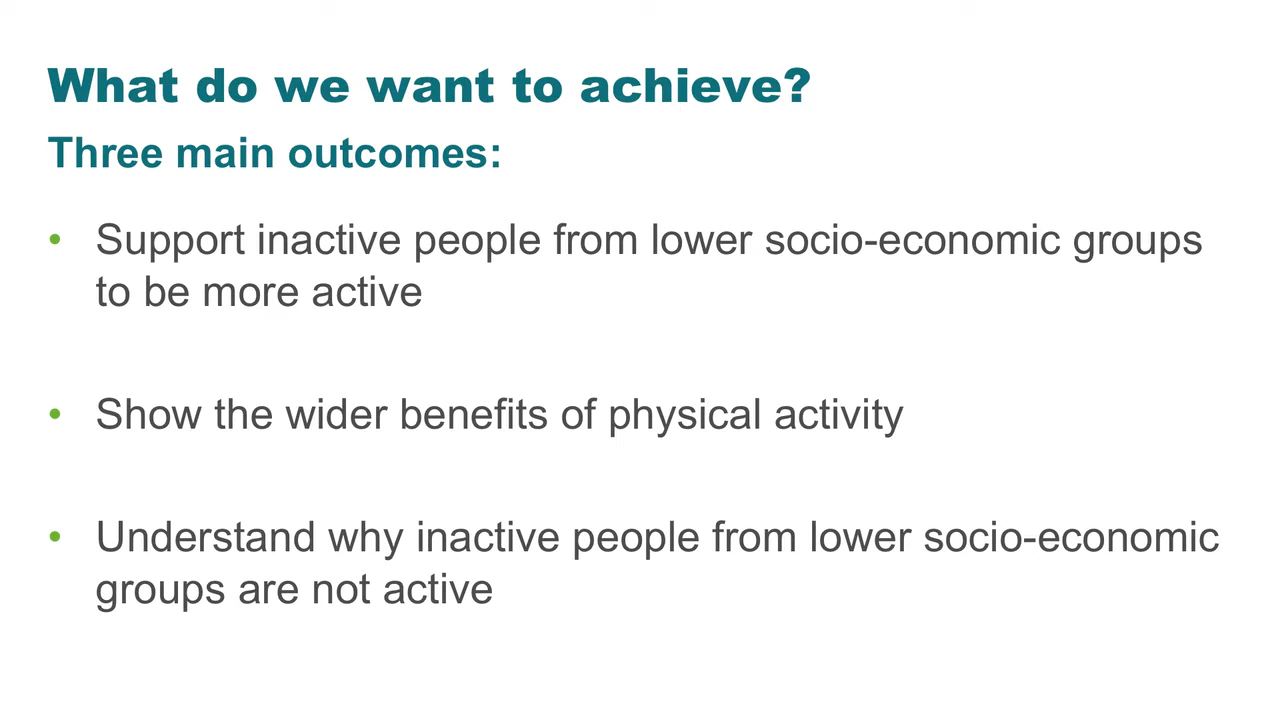 What do we want to achieve?
Three main outcomes:
• Support inactive people from lower socio-economic groups
to be more active
• Show the wider benefits of physical activity
• Understand why inactive people from lower socio-economic
groups are not active